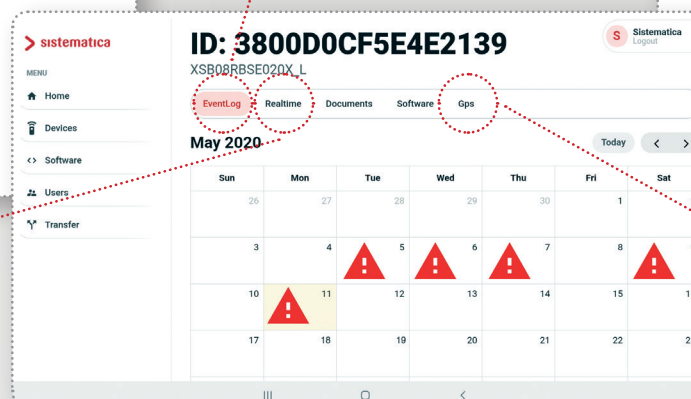 sistematica
MENU
Home
Devices
Software
Users
Transfer
ID: 3800D0CF5E4E2139
XSB08RBSE020X_L
S
Sistematica
Logout
EventLog Realtime Documents Software Gps
May 2020
Today
Sun Mon Tue Wed Thu Fri Sat
26 27 28 29 30 1
3 4 5 6 7 8
10 11 12 13 14 15
17 18 19 20 21 22